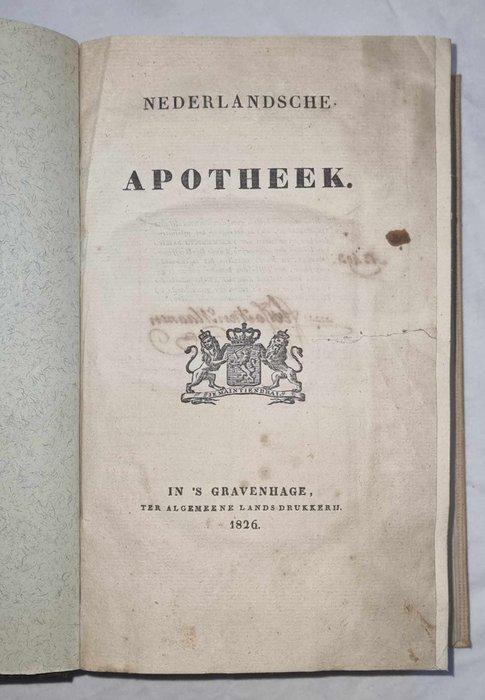 NEDERLANDSCHE
APOTHEEK.
JE MAINTIENDRAI
IN 'S GRAVENHAGE,
TER ALGEMEENE LANDS DRUKKERIJ.
1826.